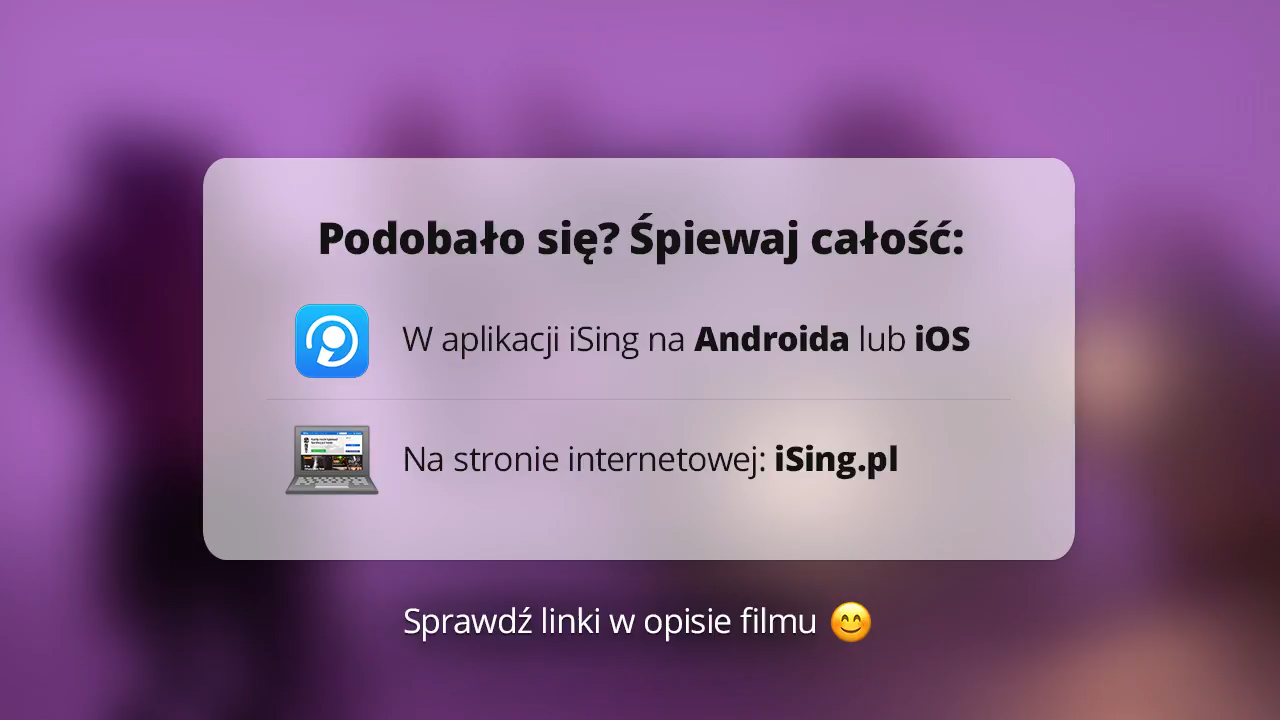 Podobało się? Śpiewaj całość:
W aplikacji iSing na Androida lub iOS
Na stronie internetowej: iSing.pl
Sprawdź linki w opisie filmu 😊